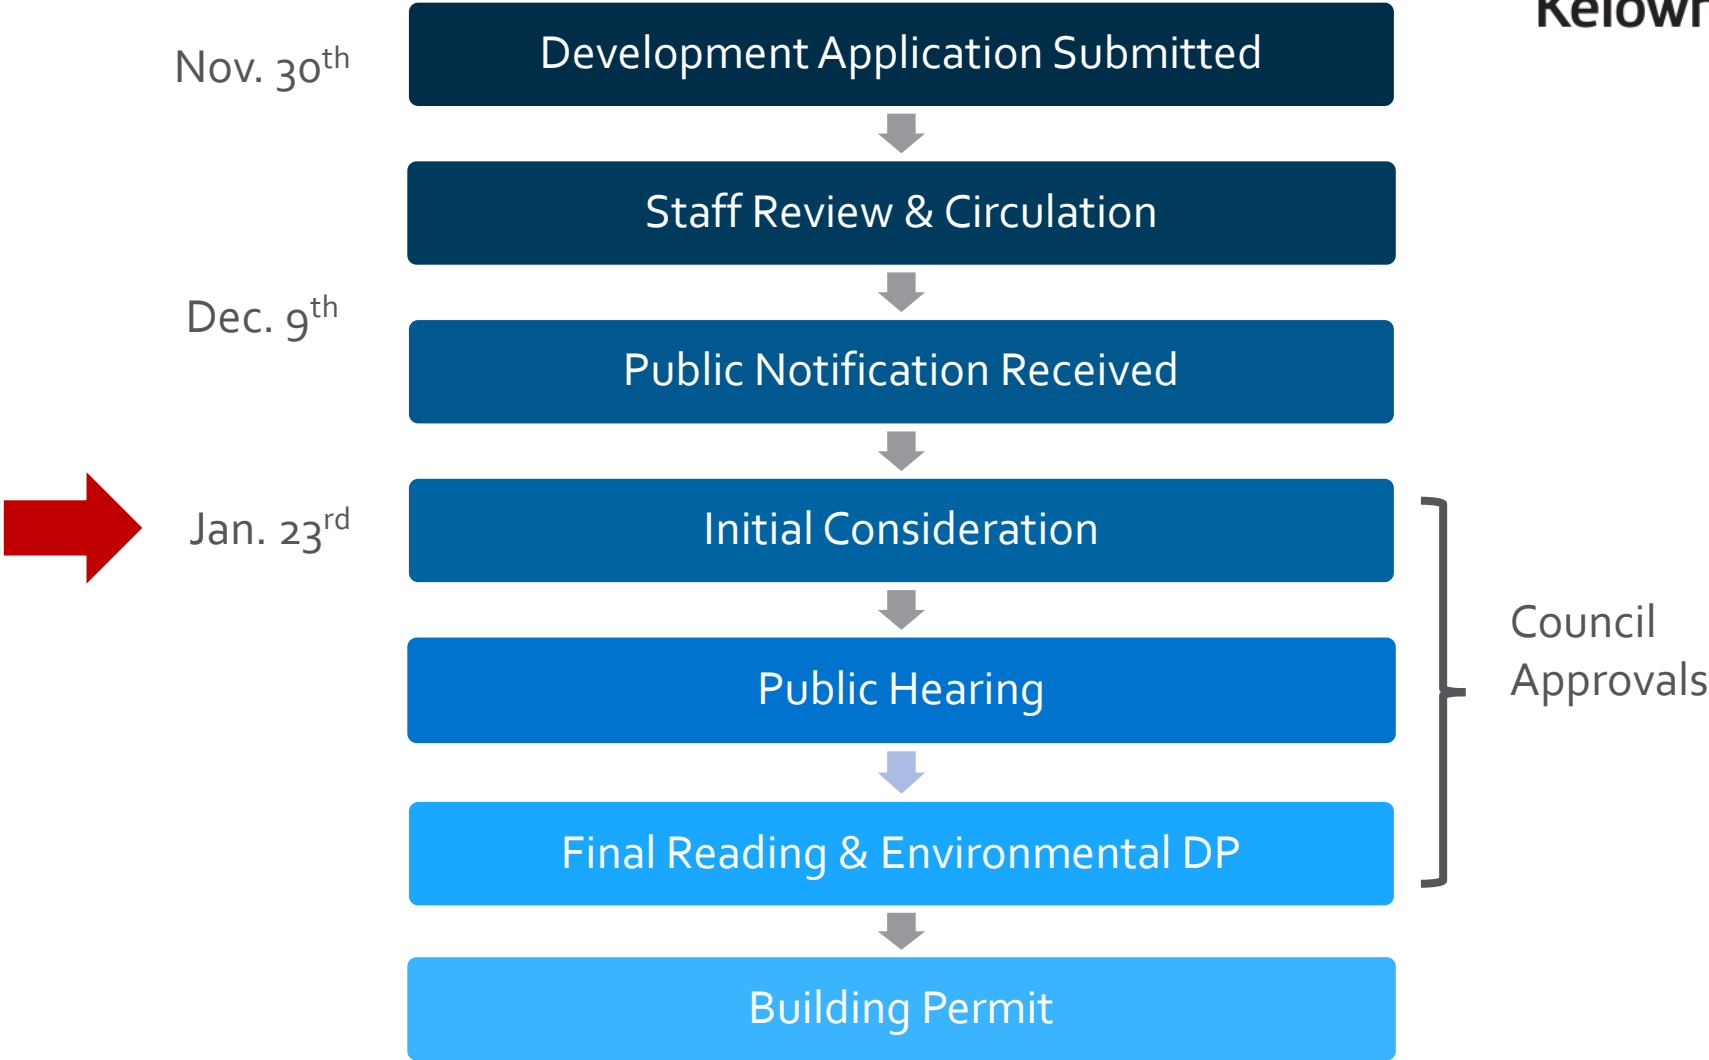 Nov. 30th
Development Application Submitted
Staff Review & Circulation
Dec. 9th
Public Notification Received
Jan. 23rd
Initial Consideration
Public Hearing
Council
Approvals
Final Reading & Environmental DP
Building Permit